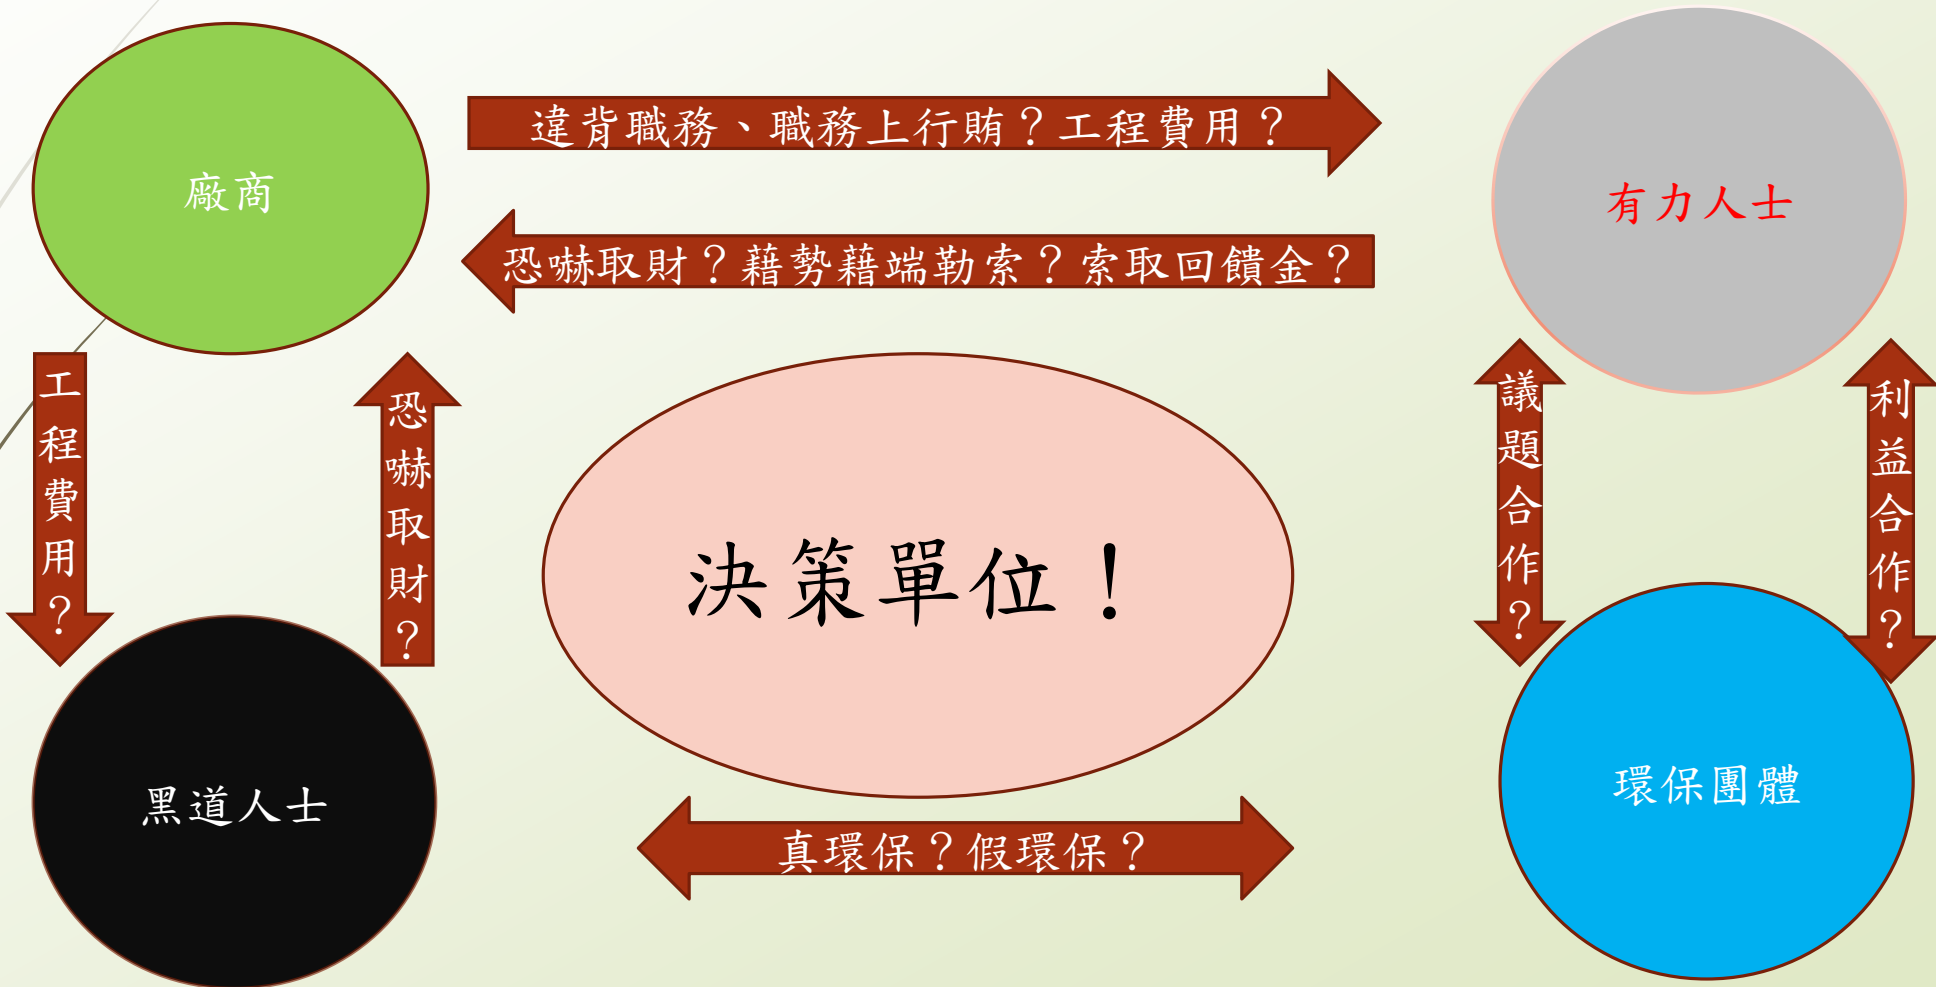 廠商
違背職務、職務上行賄？工程費用？
有力人士
恐嚇取財？藉勢藉端勒索？索取回饋金？
工程費用？
恐嚇取財？
決策單位！
議題合作？
利益合作？
黑道人士
真環保？假環保？
環保團體